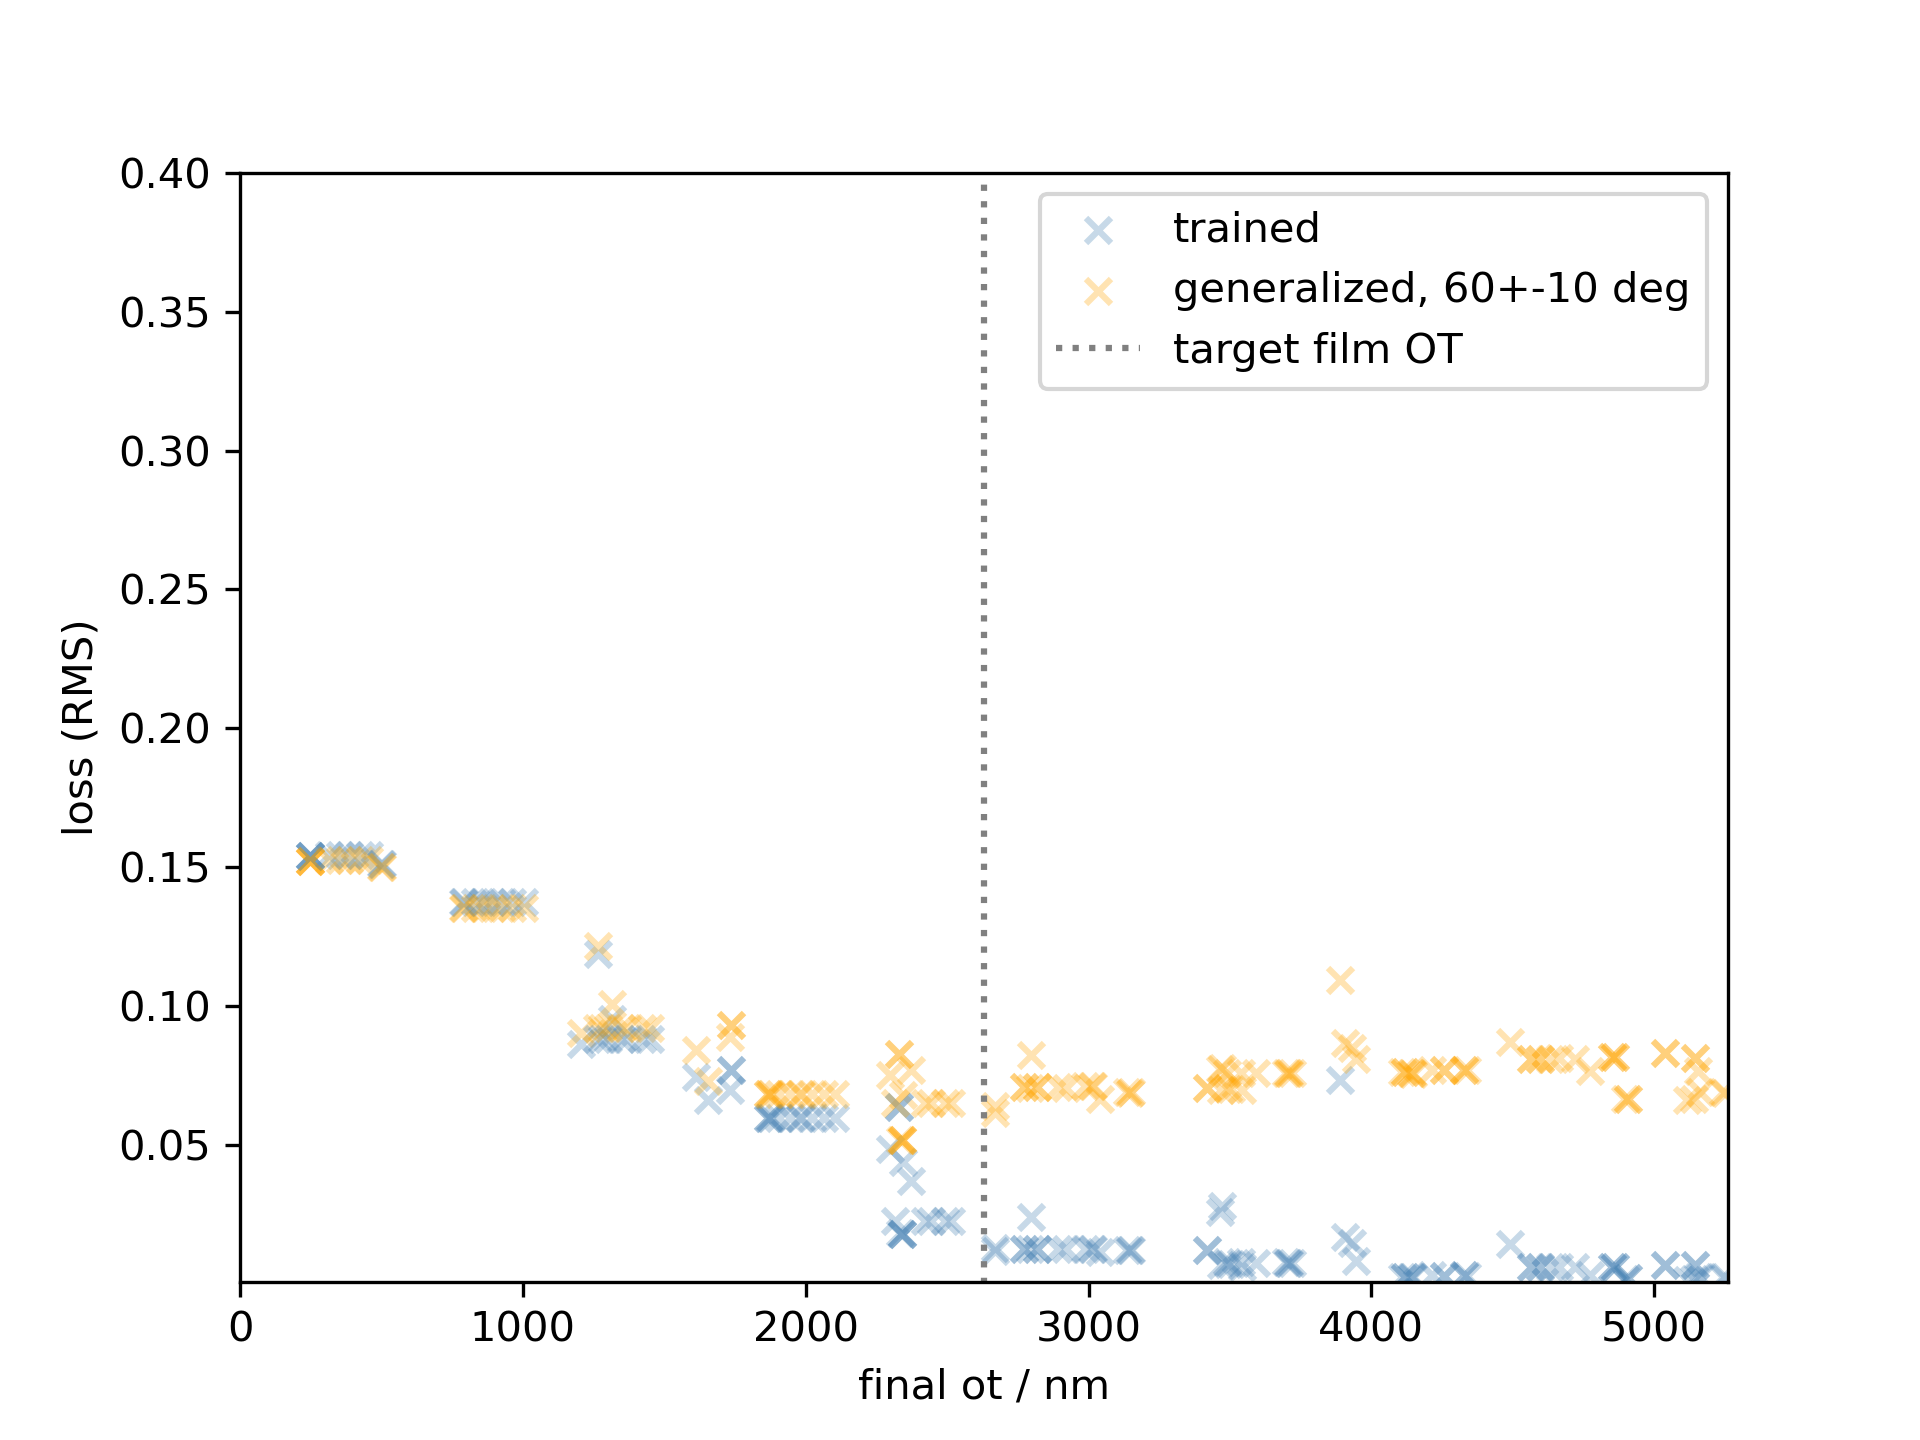 0.40
0.35
0.30
0.25
0.20
0.15
0.10
0.05
loss (RMS)
trained
generalized, 60+-10 deg
target film OT
0 1000 2000 3000 4000 5000
final ot / nm